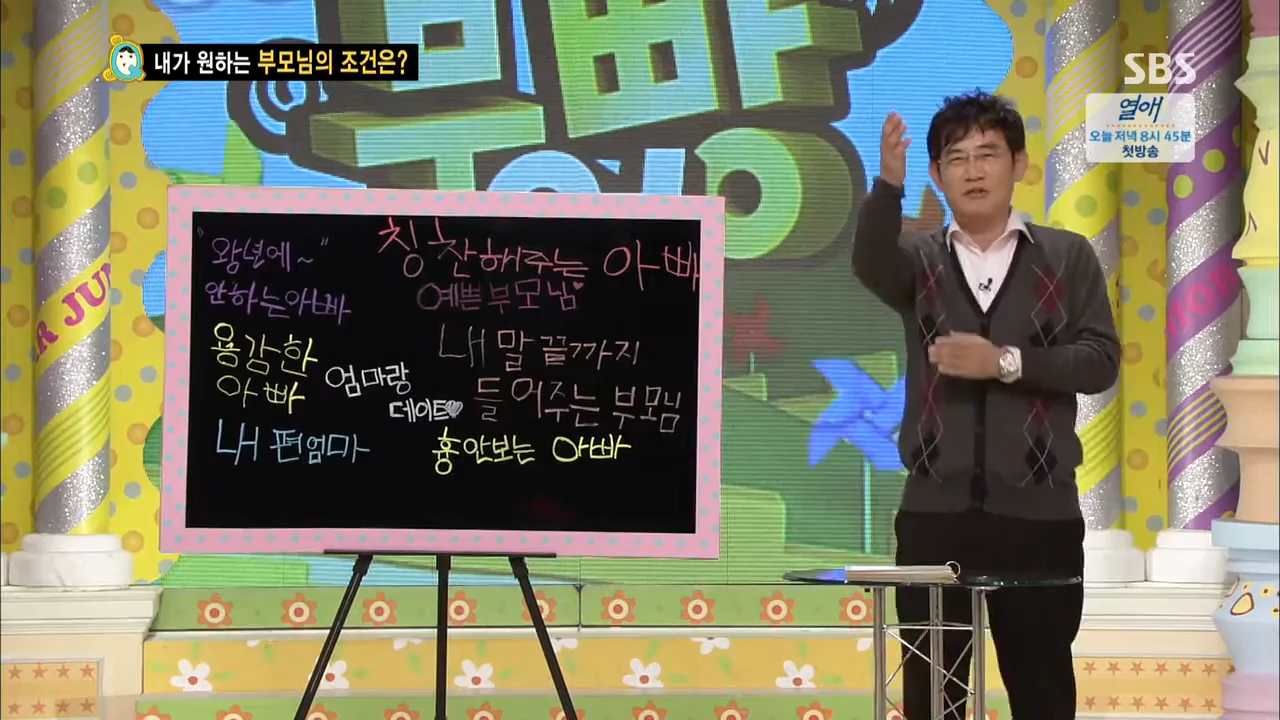 내가 원하는 부모님의 조건은?
SBS
열애
오늘 저녁 8시 45분
첫방송
"왕년에~"
안하는아빠
칭찬해주는 아빠
예쁜부모님♥
용감한
아빠
엄마랑
데이트♥
내 말 끝까지
들어주는 부모님
내 편엄마
흉안보는 아빠